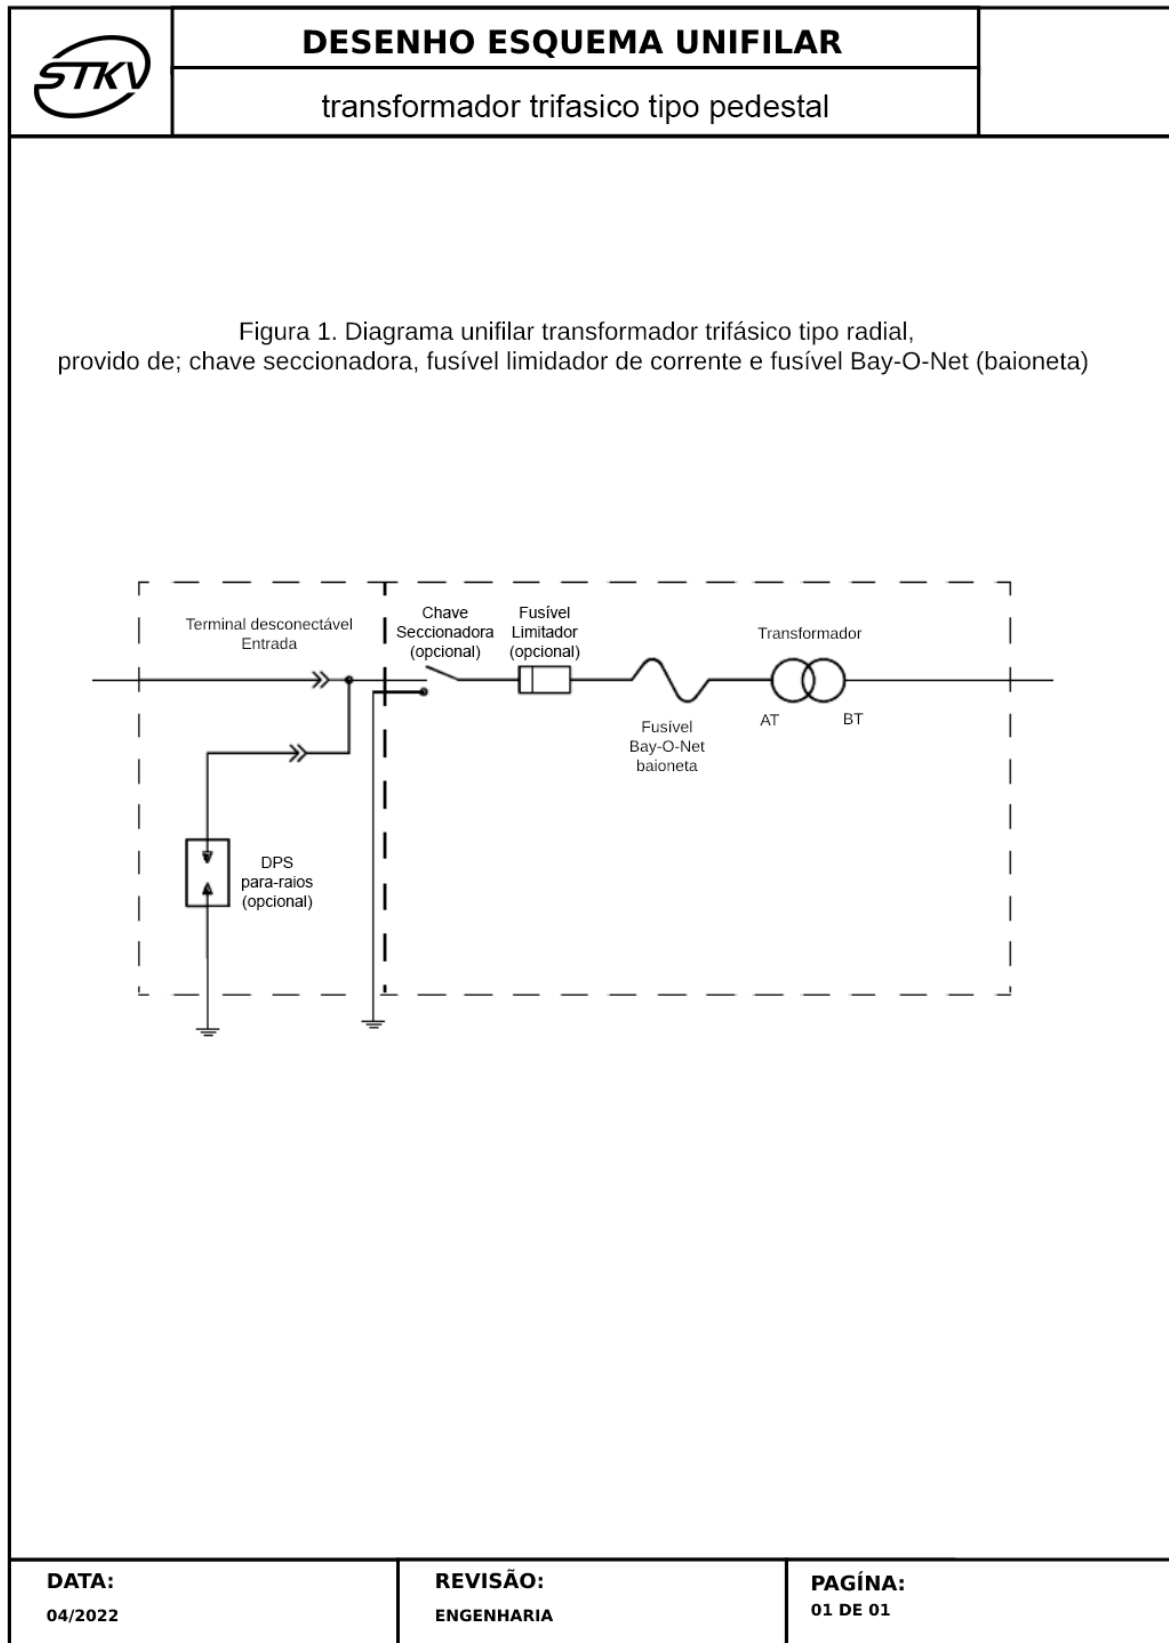 STKV
DESENHO ESQUEMA UNIFILAR
transformador trifasico tipo pedestal
Figura 1. Diagrama unifilar transformador trifásico tipo radial,
provido de; chave seccionadora, fusível limidador de corrente e fusível Bay-O-Net (baioneta)
Terminal desconectável
Entrada
Chave
Seccionadora
(opcional)
Fusível
Limitador
(opcional)
Transformador
AT
BT
Fusível
Bay-O-Net
baioneta
DPS
para-raios
(opcional)
DATA:
04/2022
REVISÃO:
ENGENHARIA
PAGÍNA:
01 DE 01